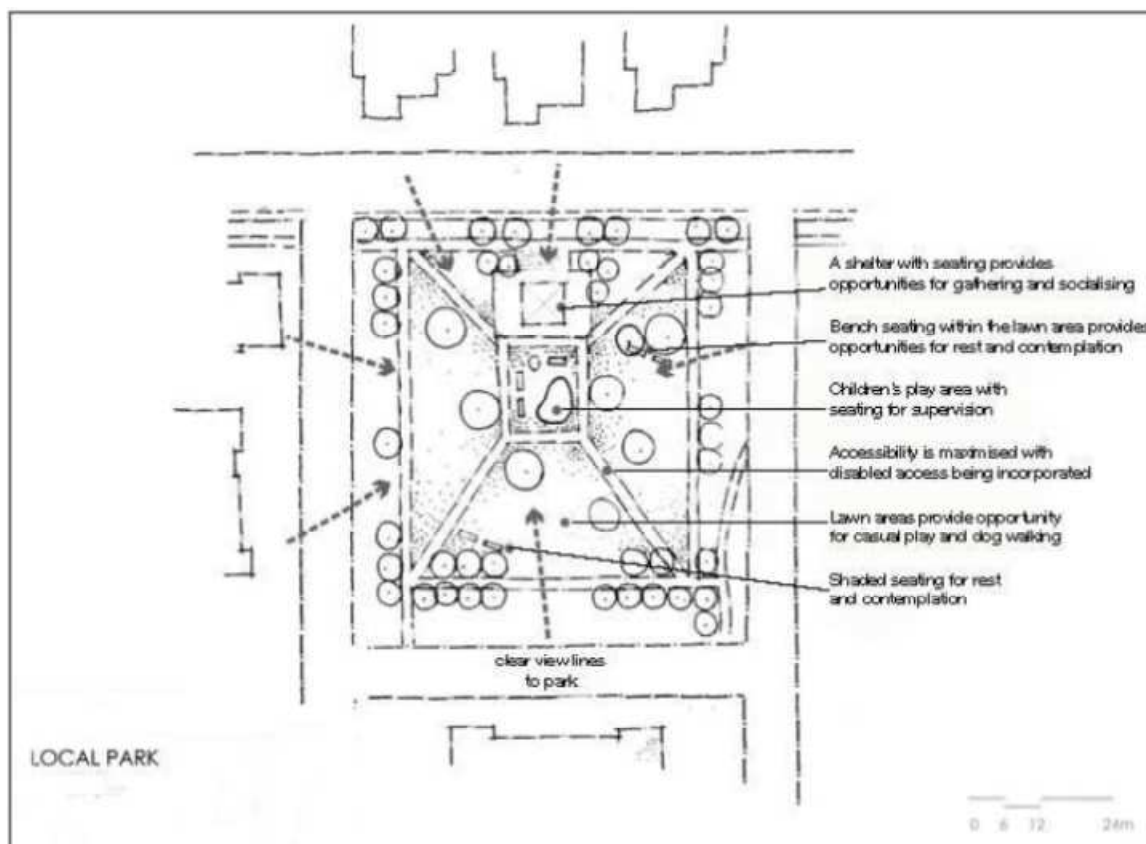 A shelter with seating provides
opportunities for gathering and socialising
Bench seating within the lawn area provides
opportunities for rest and contemplation
Children's play area with
seating for supervision
Accessibility is maximised with
disabled access being incorporated
Lawn areas provide opportunity
for casual play and dog walking
Shaded seating for rest
and contemplation
clear view lines
to park
LOCAL PARK
0 6 12 24m